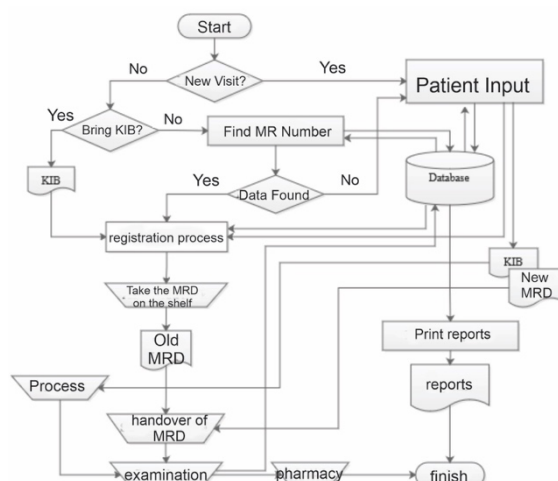 Start
New Visit?
No
Yes
Patient Input
Yes
Bring KIB?
No
Find MR Number
KIB
Yes
Data Found
No
Database
registration process
Take the MRD
on the shelf
KIB
New
MRD
Old
MRD
Print reports
Process
reports
handover of
MRD
examination
pharmacy
finish